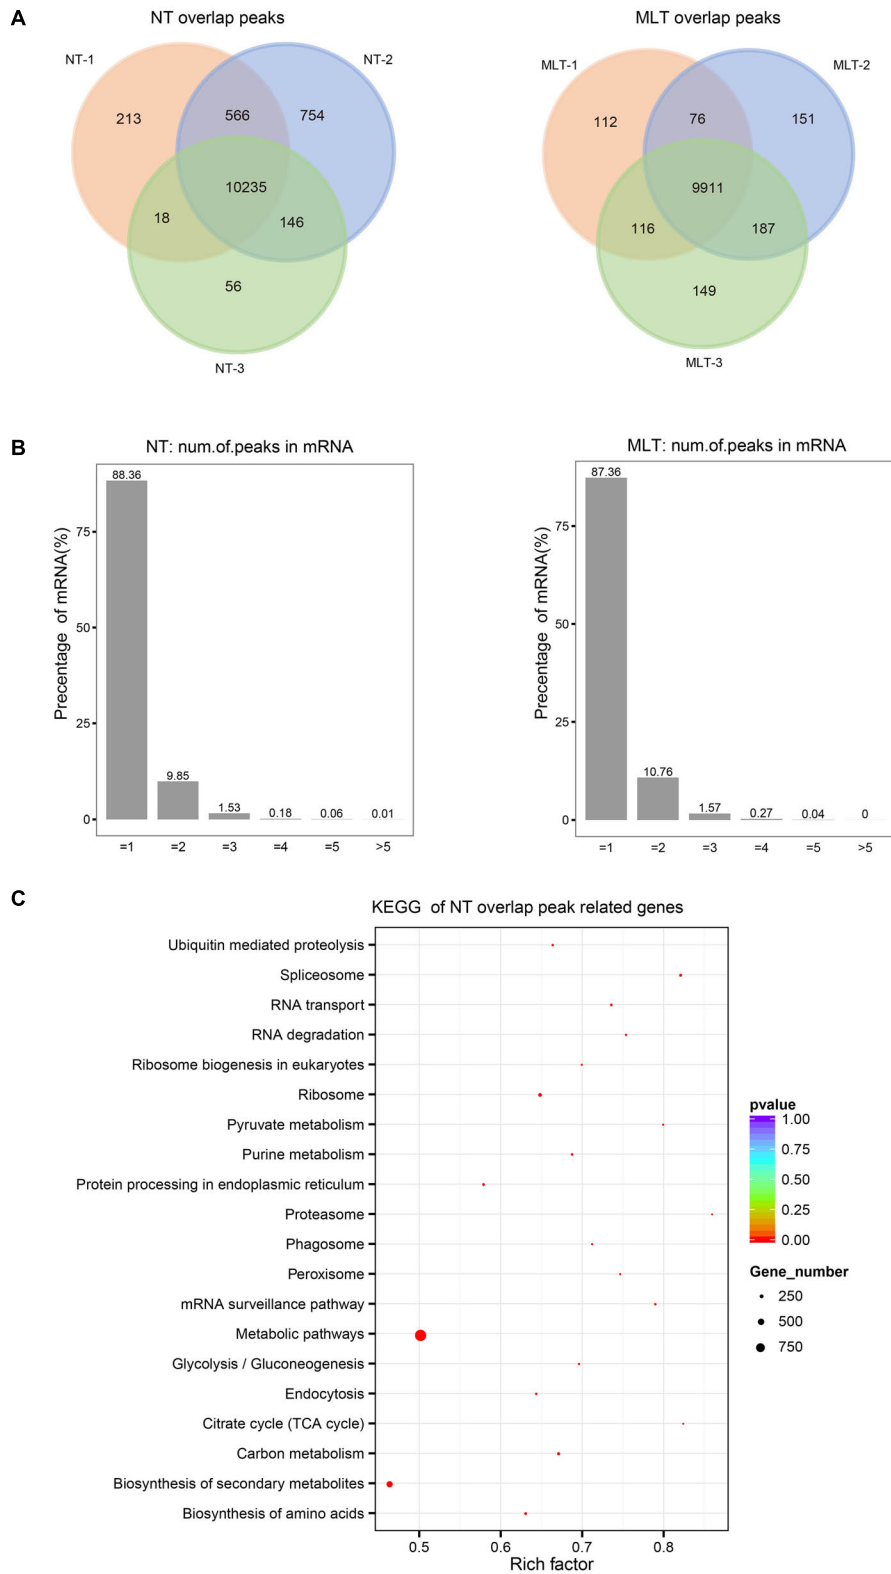 A
NT overlap peaks
MLT overlap peaks
NT-1
NT-2
213
566
754
10235
18
146
56
NT-3
MLT-1
MLT-2
112
76
151
9911
116
187
149
MLT-3
B
NT: num.of.peaks in mRNA
Precentage of mRNA(%)
75
50
25
0
88.36
9.85
1.53
0.18
0.06
0.01
=1
=2
=3
=4
=5
>5
MLT: num.of.peaks in mRNA
Precentage of mRNA(%)
75
50
25
0
87.36
10.76
1.57
0.27
0.04
0
=1
=2
=3
=4
=5
>5
C
KEGG of NT overlap peak related genes
Ubiquitin mediated proteolysis
Spliceosome
RNA transport
RNA degradation
Ribosome biogenesis in eukaryotes
Ribosome
Pyruvate metabolism
Purine metabolism
Protein processing in endoplasmic reticulum
Proteasome
Phagosome
Peroxisome
mRNA surveillance pathway
Metabolic pathways
Glycolysis / Gluconeogenesis
Endocytosis
Citrate cycle (TCA cycle)
Carbon metabolism
Biosynthesis of secondary metabolites
Biosynthesis of amino acids
0.5
0.6
0.7
0.8
Rich factor
pvalue
1.00
0.75
0.50
0.25
0.00
Gene_number
250
500
750